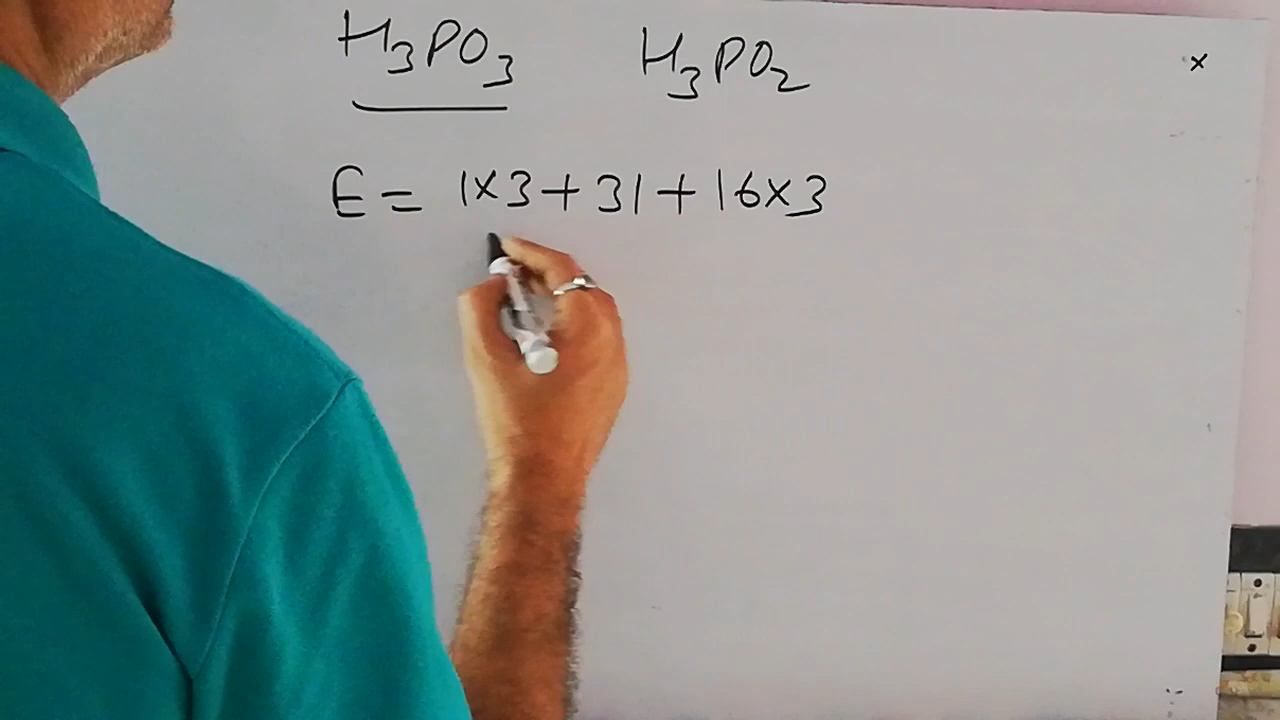 H₃PO₃ H₃PO₂
E = 1×3+31+16×3
×